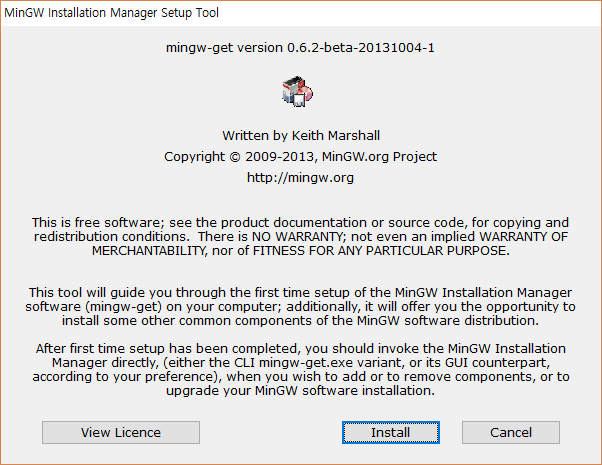 MinGW Installation Manager Setup Tool
mingw-get version 0.6.2-beta-20131004-1
Written by Keith Marshall
Copyright © 2009-2013, MinGW.org Project
http://mingw.org
This is free software; see the product documentation or source code, for copying and
redistribution conditions.  There is NO WARRANTY; not even an implied WARRANTY OF
MERCHANTABILITY, nor of FITNESS FOR ANY PARTICULAR PURPOSE.
This tool will guide you through the first time setup of the MinGW Installation Manager
software (mingw-get) on your computer; additionally, it will offer you the opportunity to
install some other common components of the MinGW software distribution.
After first time setup has been completed, you should invoke the MinGW Installation
Manager directly, (either the CLI mingw-get.exe variant, or its GUI counterpart,
according to your preference), when you wish to add or to remove components, or to
upgrade your MinGW software installation.
View Licence
Install
Cancel